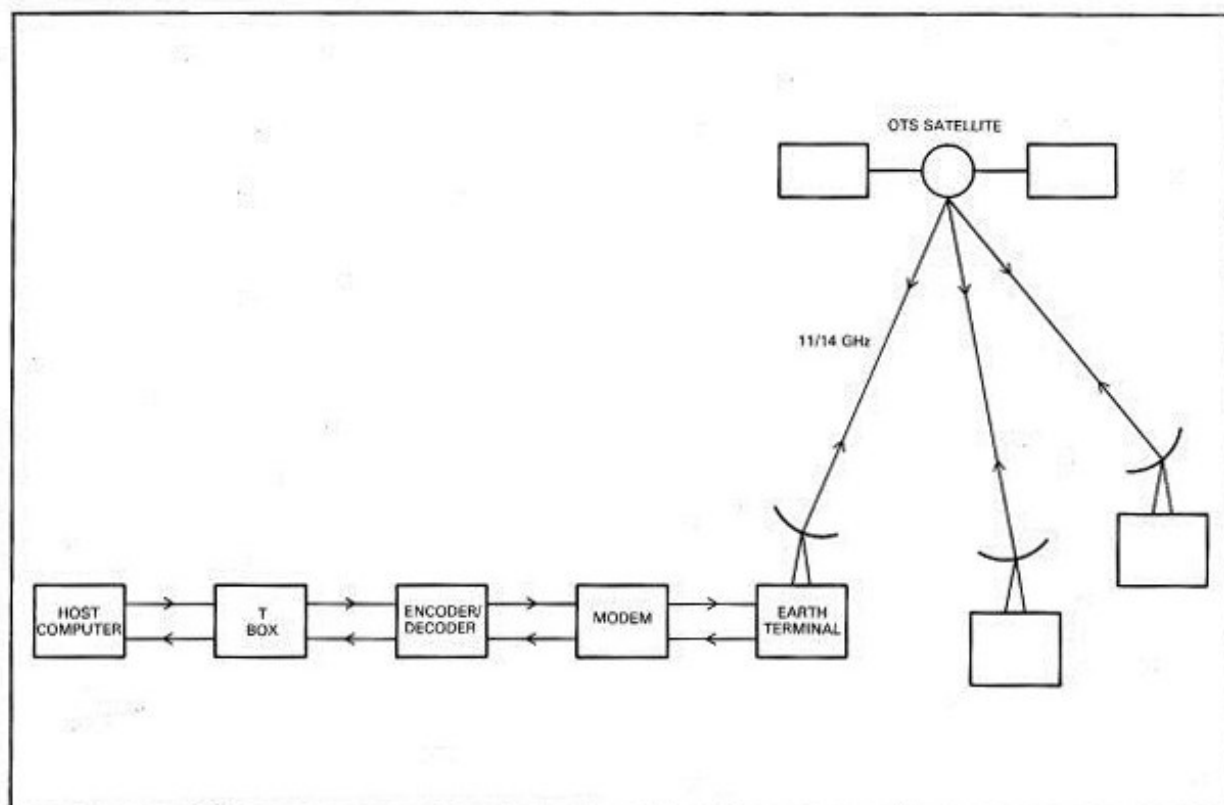 OTS SATELLITE
11/14 GHz
HOST
COMPUTER
T
BOX
ENCODER/
DECODER
MODEM
EARTH
TERMINAL